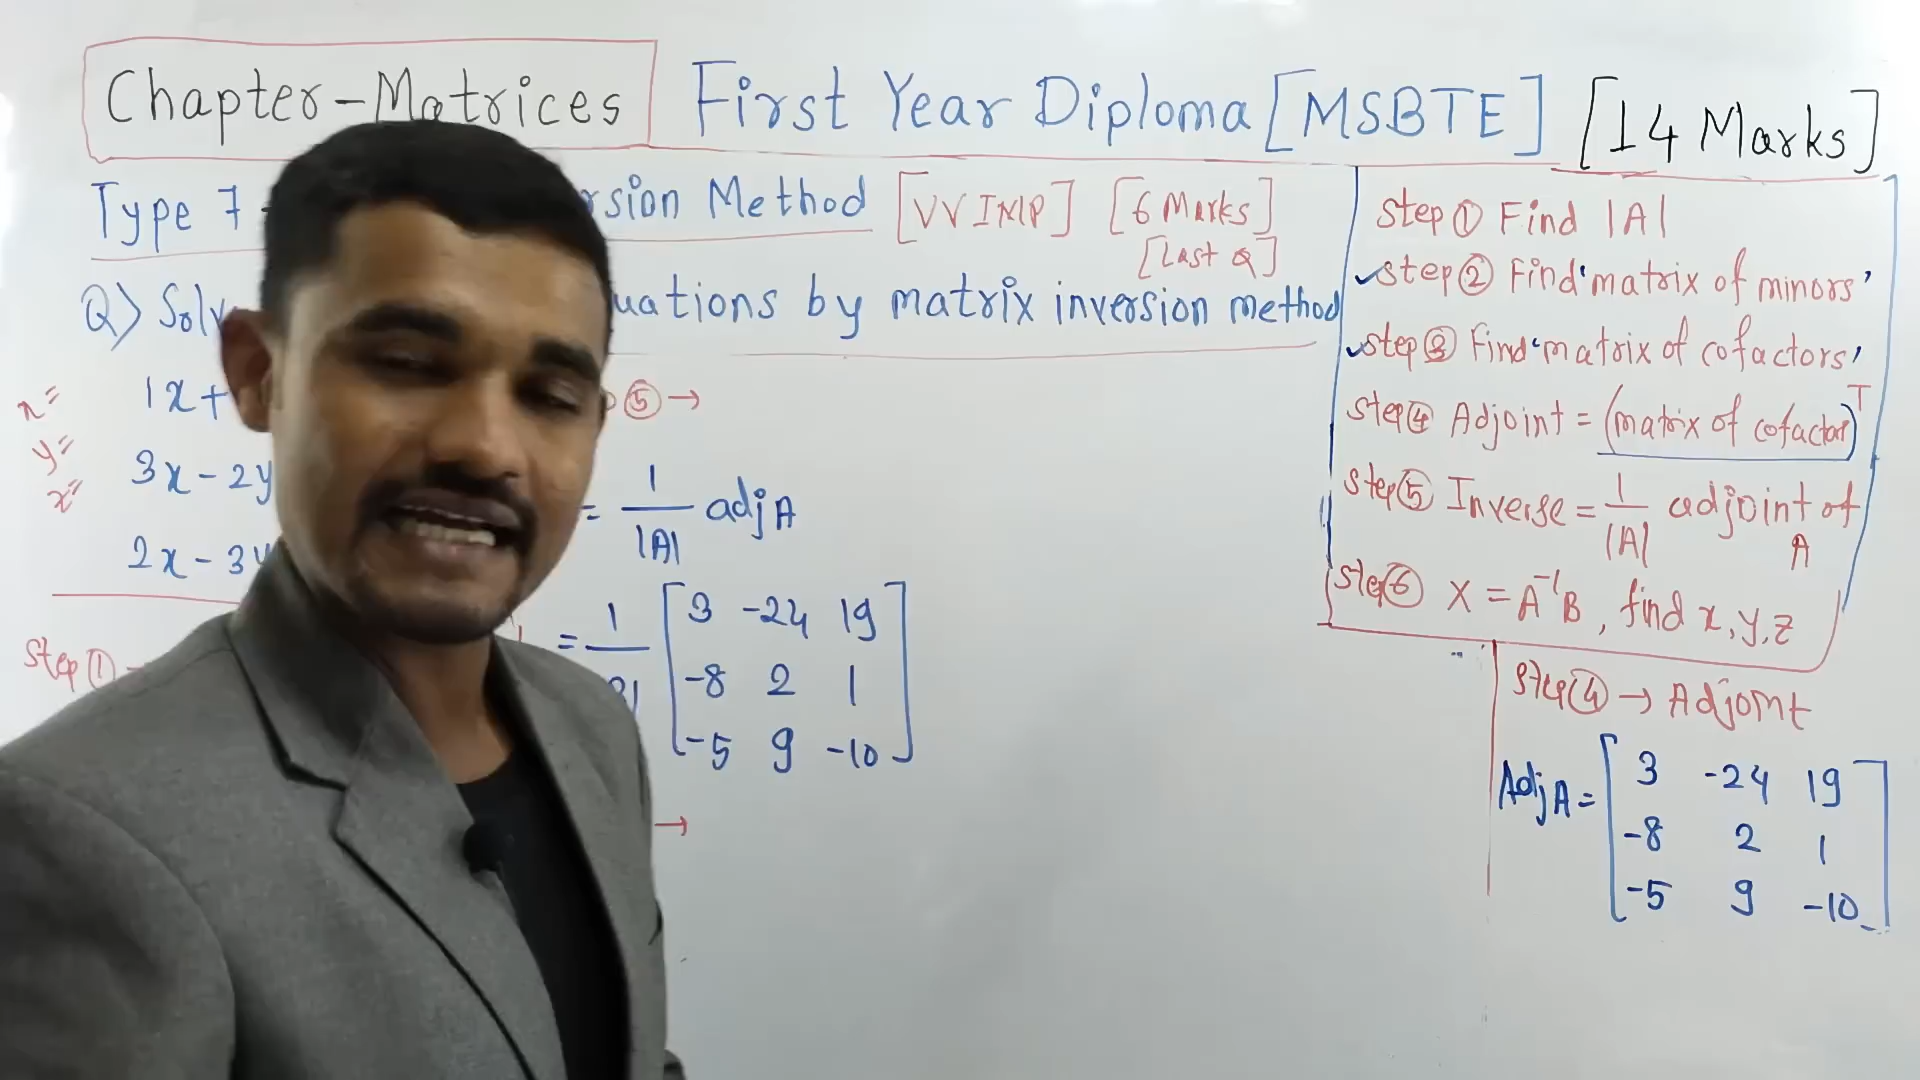 Chapter-Matrices First Year Diploma [MSBTE] [14 Marks]
Type 7 rsion Method [VV IMP] [6 Marks]
[Last Q]
Q) Solv uations by matrix inversion method
1x+
3x-2y
2x-3y
x=
y=
z=
Step ① 
⑤ →
= 1/|A| adj A
= 1/ [3 -24 19
-8 2 1
-5 9 -10]
→
Step ① Find |A|
✓Step ② Find 'matrix of minors'
✓Step ③ Find 'matrix of cofactors'
Step ④ Adjoint = (matrix of cofactor)^T
Step ⑤ Inverse = 1/|A| adjoint of A
Step ⑥ X = A⁻¹B, find x, y, z
Step ④ → Adjoint
Adj A = [3 -24 19
-8 2 1
-5 9 -10]